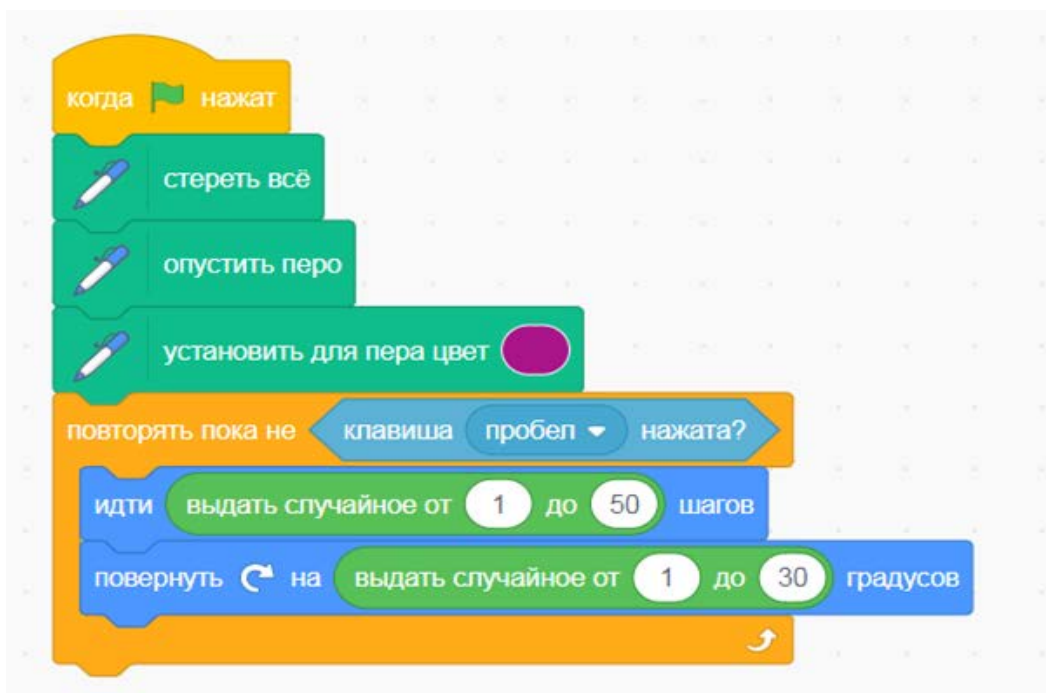 когда нажат
стереть всё
опустить перо
установить для пера цвет
повторять пока не клавиша пробел нажата?
идти выдать случайное от 1 до 50 шагов
повернуть на выдать случайное от 1 до 30 градусов